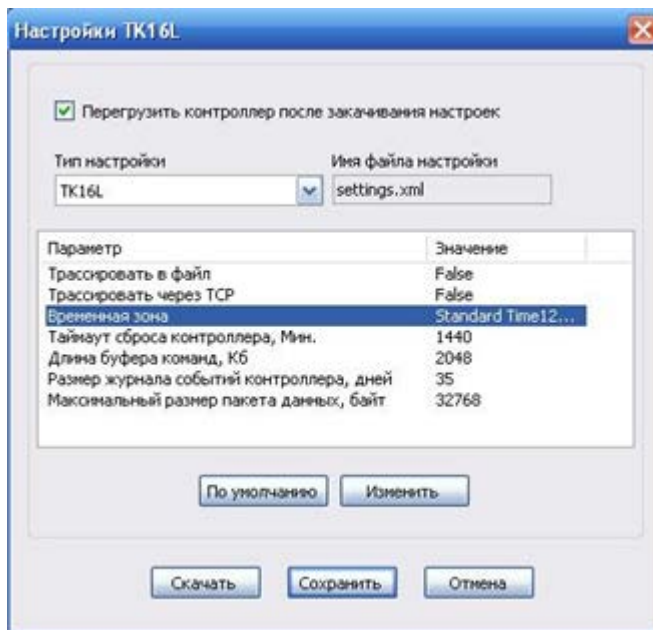 Настройки TK16L
Перегрузить контроллер после закачивания настроек
Тип настройки Имя файла настройки
TK16L settings.xml
Параметр Значение
Трассировать в файл False
Трассировать через TCP False
Временная зона Standard Time12...
Таймаут сброса контроллера, Мин. 1440
Длина буфера команд, Кб 2048
Размер журнала событий контроллера, дней 35
Максимальный размер пакета данных, байт 32768
По умолчанию Изменить
Скачать Сохранить Отмена